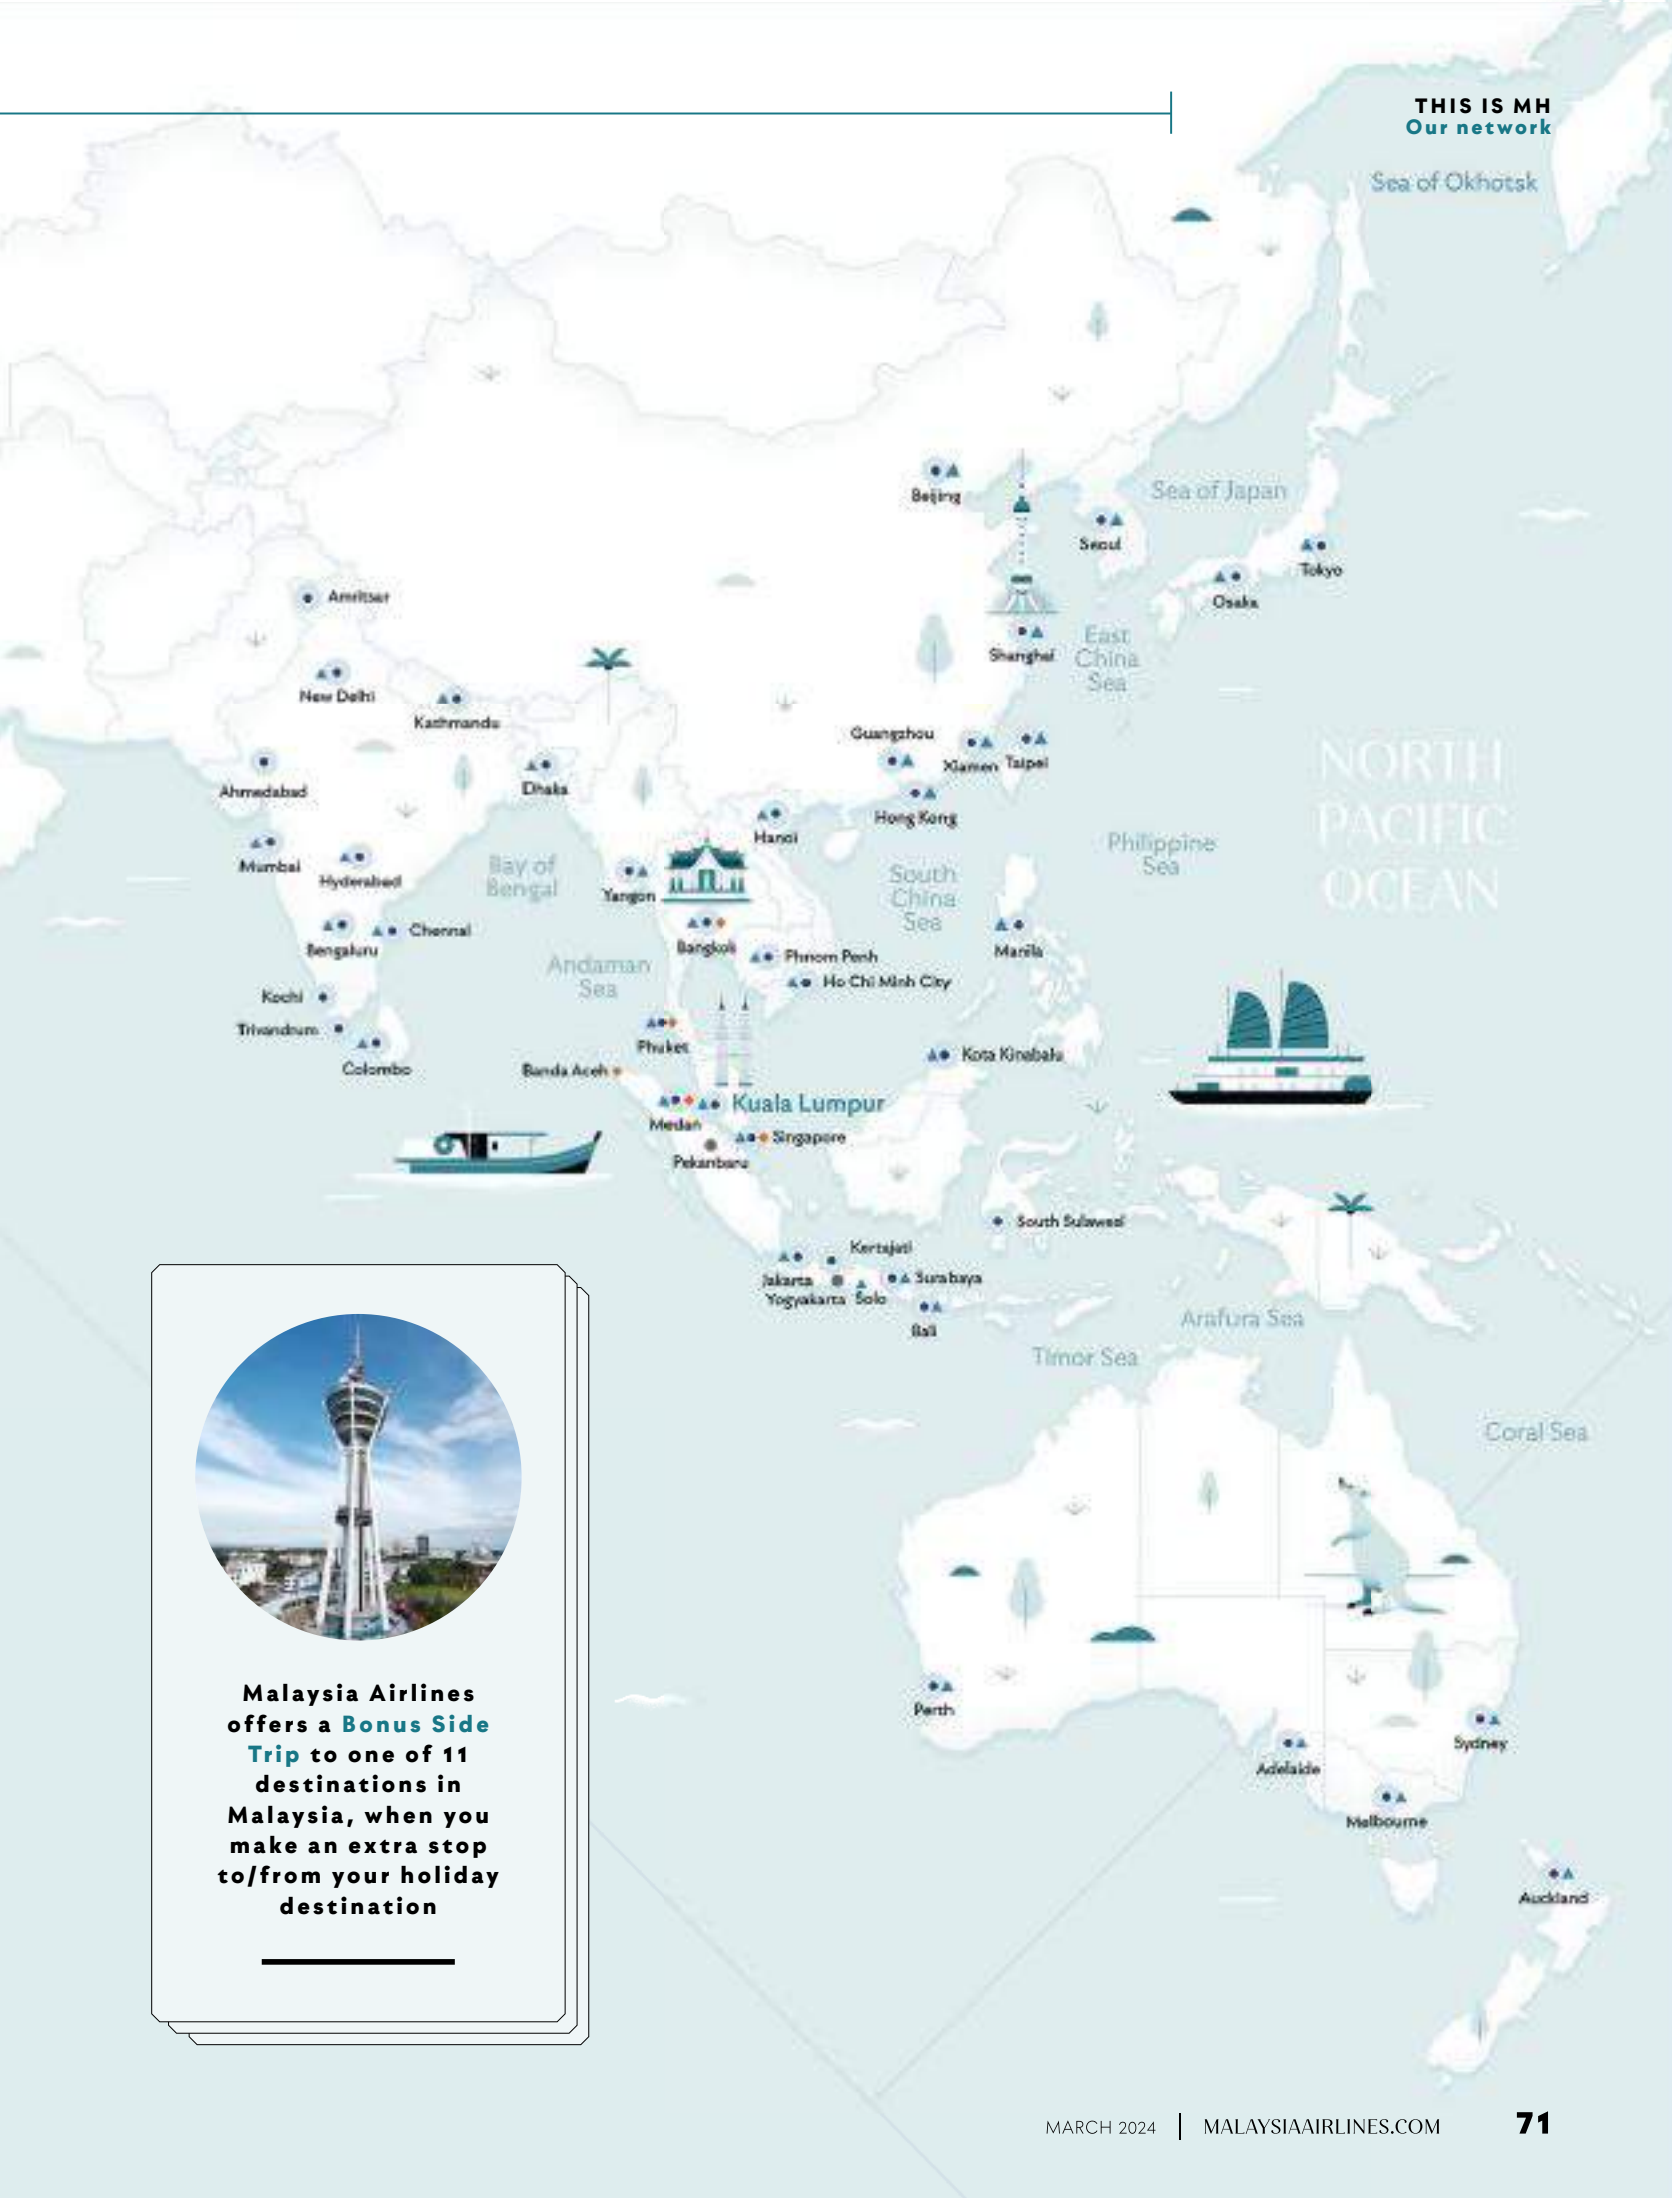 THIS IS MH
Our network
Sea of Okhotsk
Beijing
Sea of Japan
Seoul
Tokyo
Osaka
Amritsar
Shanghai
East
China
Sea
New Delhi
Kathmandu
Guangzhou
Xiamen
Taipei
Ahmedabad
Dhaka
Hong Kong
Hanoi
NORTH
PACIFIC
OCEAN
Mumbai
Hyderabad
Bay of
Bengal
Yangon
South
China
Sea
Philippine
Sea
Bengaluru
Chennai
Bangkok
Phnom Penh
Manila
Andaman
Sea
Ho Chi Minh City
Kochi
Trivandrum
Colombo
Phuket
Banda Aceh
Kota Kinabalu
Kuala Lumpur
Medan
Singapore
Pekanbaru
South Sulawesi
Kertajati
Jakarta
Surabaya
Yogyakarta
Solo
Bali
Arafura Sea
Timor Sea
Coral Sea
Perth
Sydney
Adelaide
Melbourne
Auckland
Malaysia Airlines
offers a Bonus Side
Trip to one of 11
destinations in
Malaysia, when you
make an extra stop
to/from your holiday
destination
MARCH 2024
MALAYSIAAIRLINES.COM
71